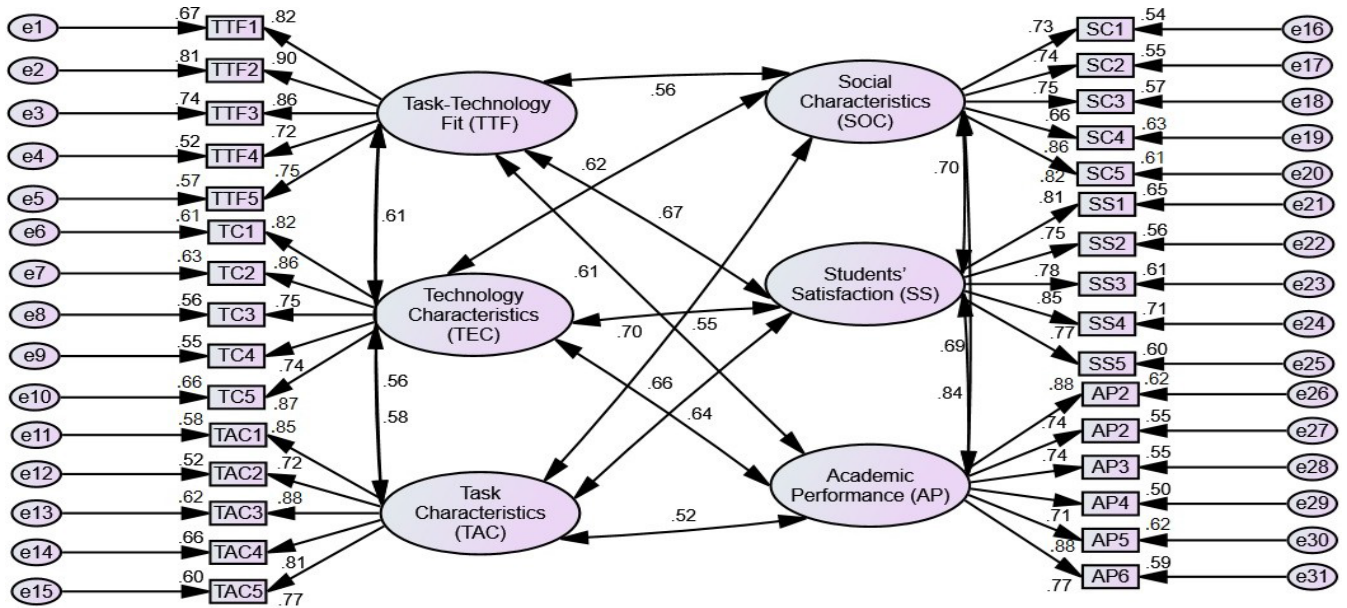 e1 .67 TTF1 .82
e2 .81 TTF2 .90
e3 .74 TTF3 .86
e4 .52 TTF4 .72
e5 .57 TTF5 .75
e6 .61 TC1 .82
e7 .63 TC2 .86
e8 .56 TC3 .75
e9 .55 TC4 .74
e10 .66 TC5 .87
e11 .58 TAC1 .85
e12 .52 TAC2 .72
e13 .62 TAC3 .88
e14 .66 TAC4 .81
e15 .60 TAC5 .77
Task-Technology
Fit (TTF)
Technology
Characteristics
(TEC)
Task
Characteristics
(TAC)
.61
.56
.58
.56
.62
.67
.61
.70
.55
.66
.64
.52
Social
Characteristics
(SOC)
Students'
Satisfaction (SS)
Academic
Performance (AP)
.70
.69
.84
.73 SC1 .54 e16
.74 SC2 .55 e17
.75 SC3 .57 e18
.66 SC4 .63 e19
.86 SC5 .61 e20
.82
.81 SS1 .65 e21
.75 SS2 .56 e22
.78 SS3 .61 e23
.85 SS4 .71 e24
.77 SS5 .60 e25
.88 AP2 .62 e26
.74 AP2 .55 e27
.74 AP3 .55 e28
AP4 .50 e29
.71 AP5 .62 e30
.88
.77 AP6 .59 e31